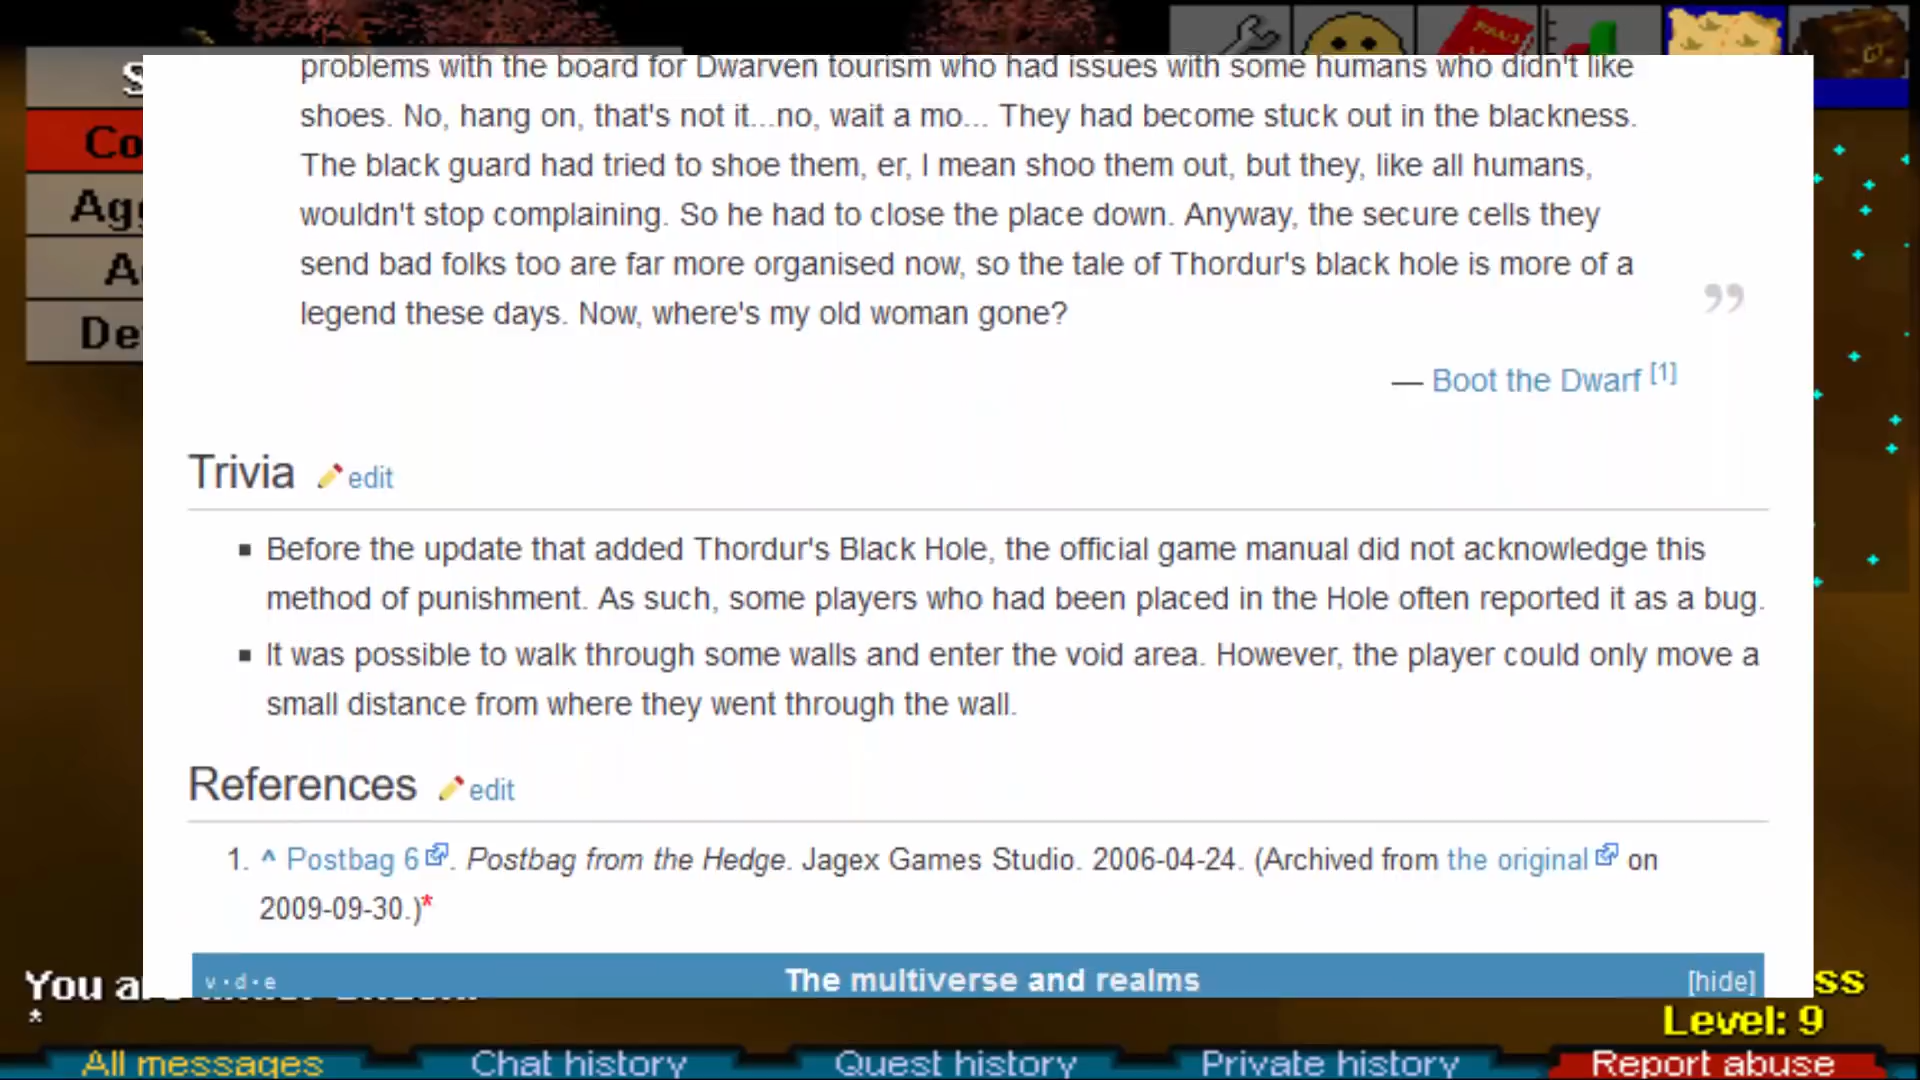 problems with the board for Dwarven tourism who had issues with some humans who didn't like
shoes. No, hang on, that's not it...no, wait a mo... They had become stuck out in the blackness.
The black guard had tried to shoe them, er, I mean shoo them out, but they, like all humans,
wouldn't stop complaining. So he had to close the place down. Anyway, the secure cells they
send bad folks too are far more organised now, so the tale of Thordur's black hole is more of a
legend these days. Now, where's my old woman gone?
”
— Boot the Dwarf [1]
Trivia edit
▪ Before the update that added Thordur's Black Hole, the official game manual did not acknowledge this
method of punishment. As such, some players who had been placed in the Hole often reported it as a bug.
▪ It was possible to walk through some walls and enter the void area. However, the player could only move a
small distance from where they went through the wall.
References edit
1. ^ Postbag 6. Postbag from the Hedge. Jagex Games Studio. 2006-04-24. (Archived from the original on
2009-09-30.)*
v · d · e The multiverse and realms [hide]
S
Co
Ag
A
De
You a
ss
*
Level: 9
All messages Chat history Quest history Private history Report abuse